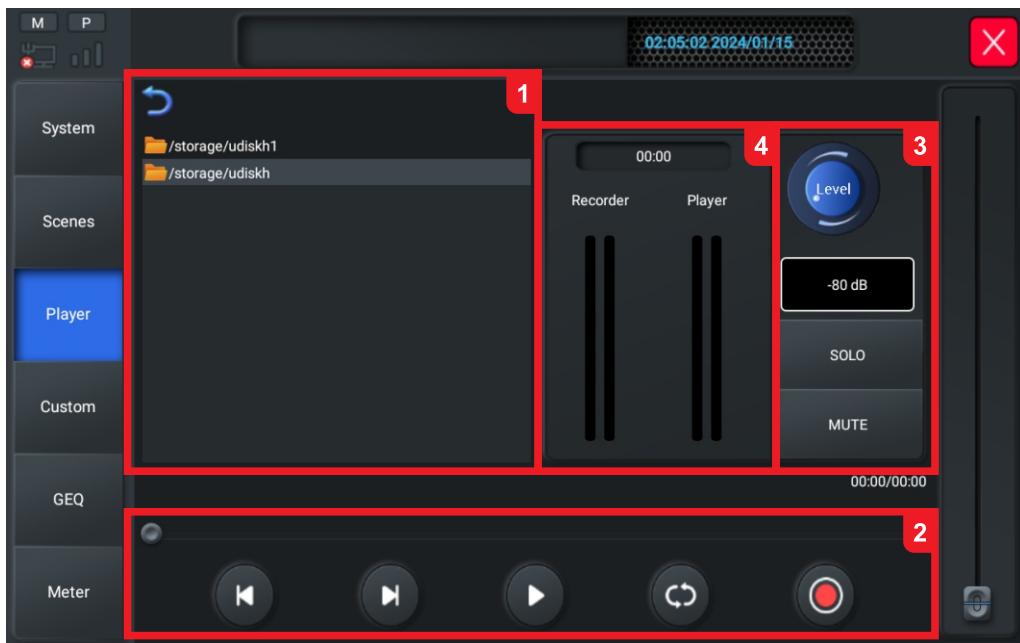 M P
02:05:02 2024/01/15
1
System
/storage/udiskh1
/storage/udiskh
Scenes
Player
Custom
GEQ
Meter
4
00:00
Recorder Player
3
Level
-80 dB
SOLO
MUTE
00:00/00:00
2
0